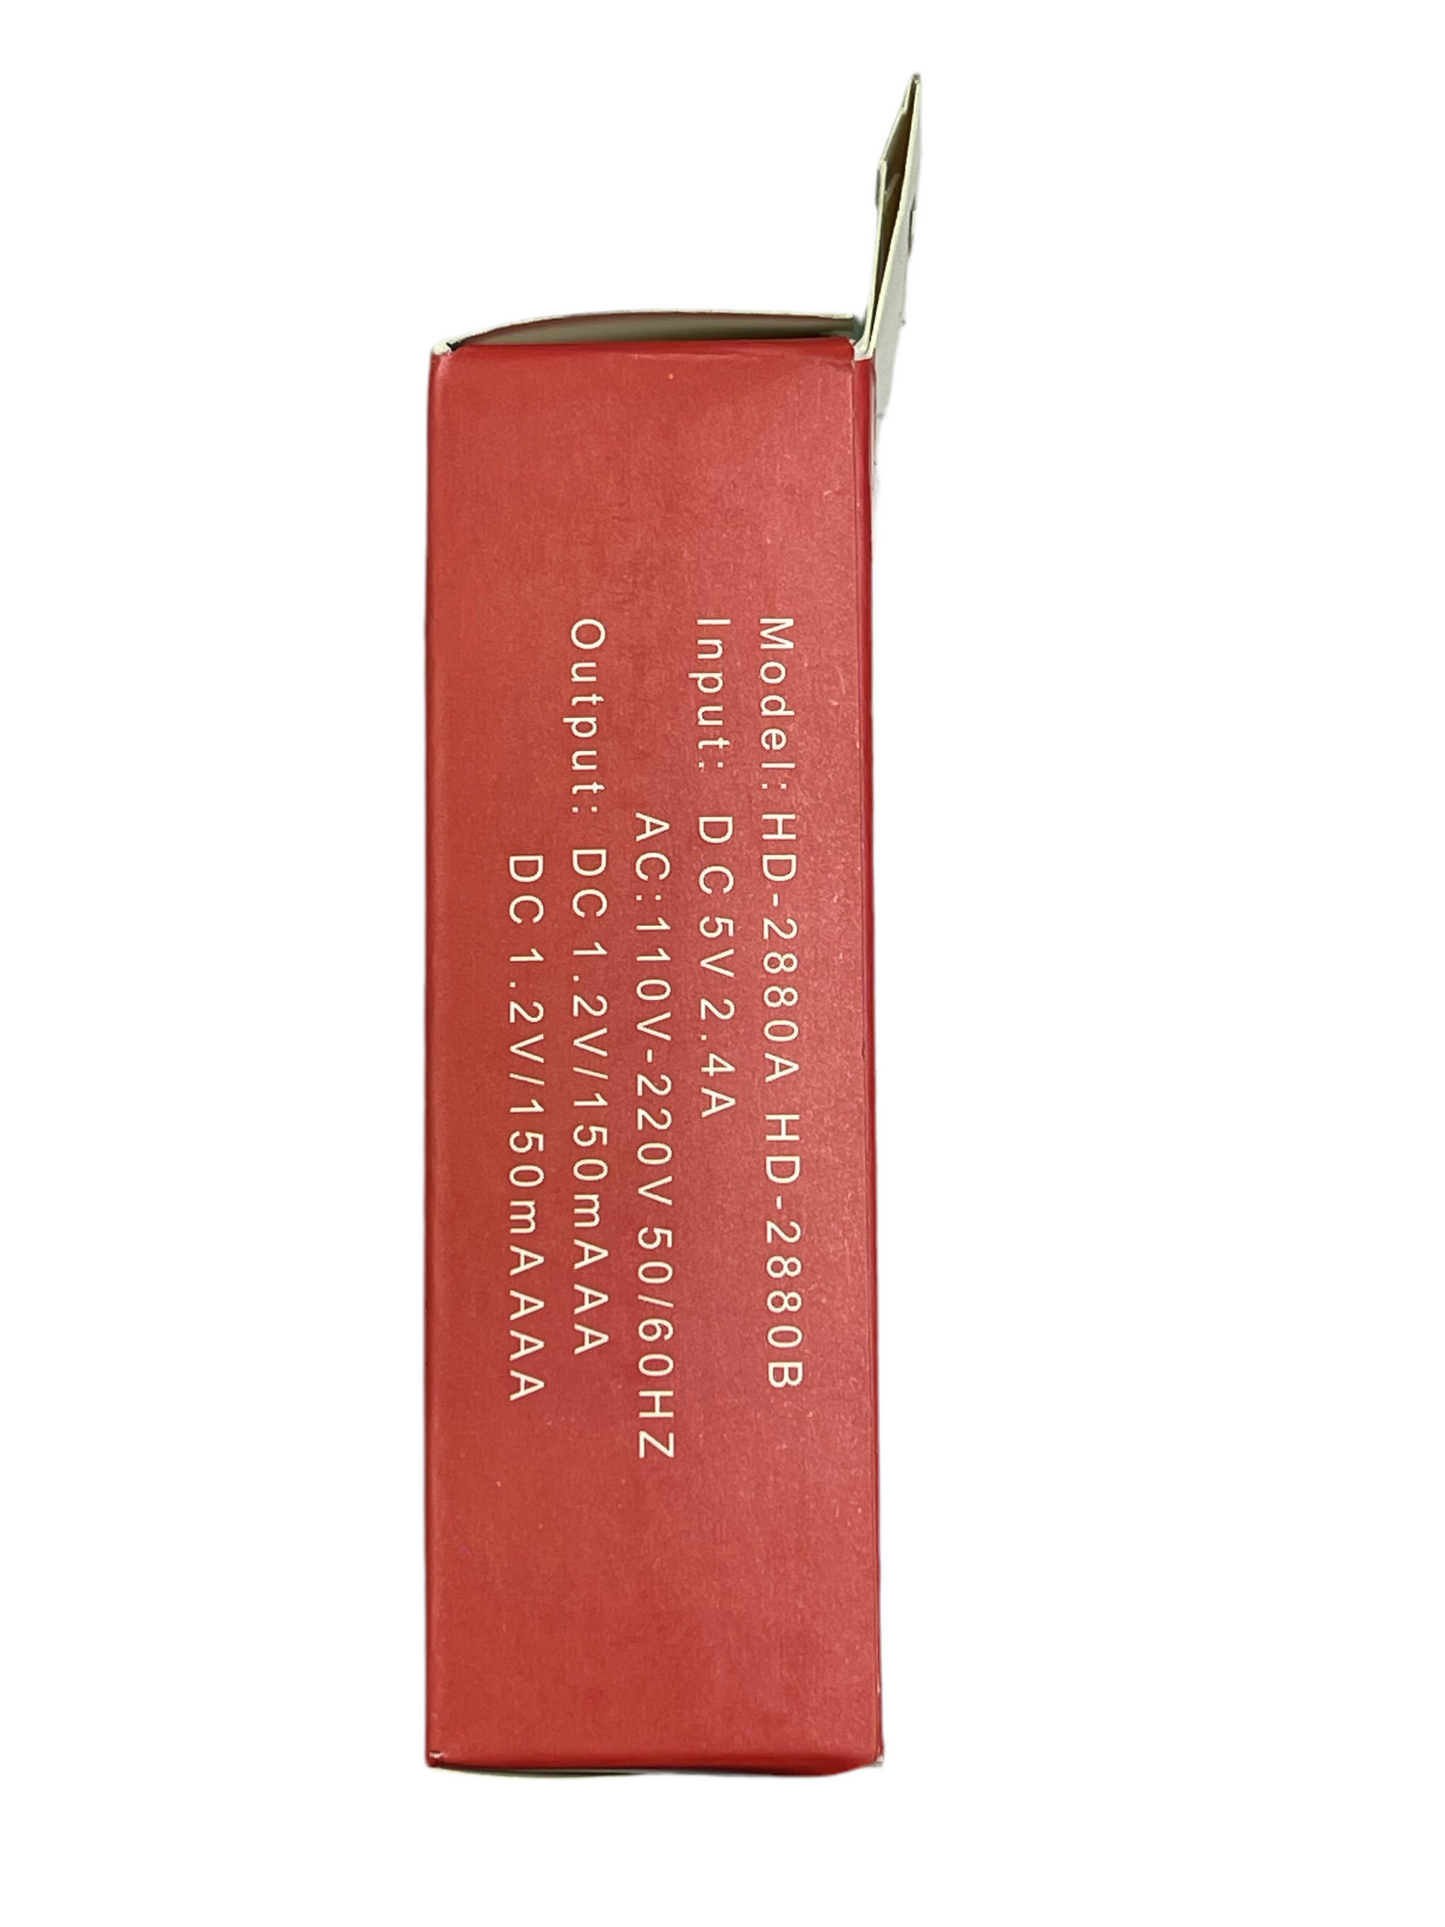 Model: HD-2880A HD-2880B
Input: DC 5V 2.4A
AC:110V-220V 50/60HZ
Output: DC 1.2V/150mAAA
DC 1.2V/150mAAAA